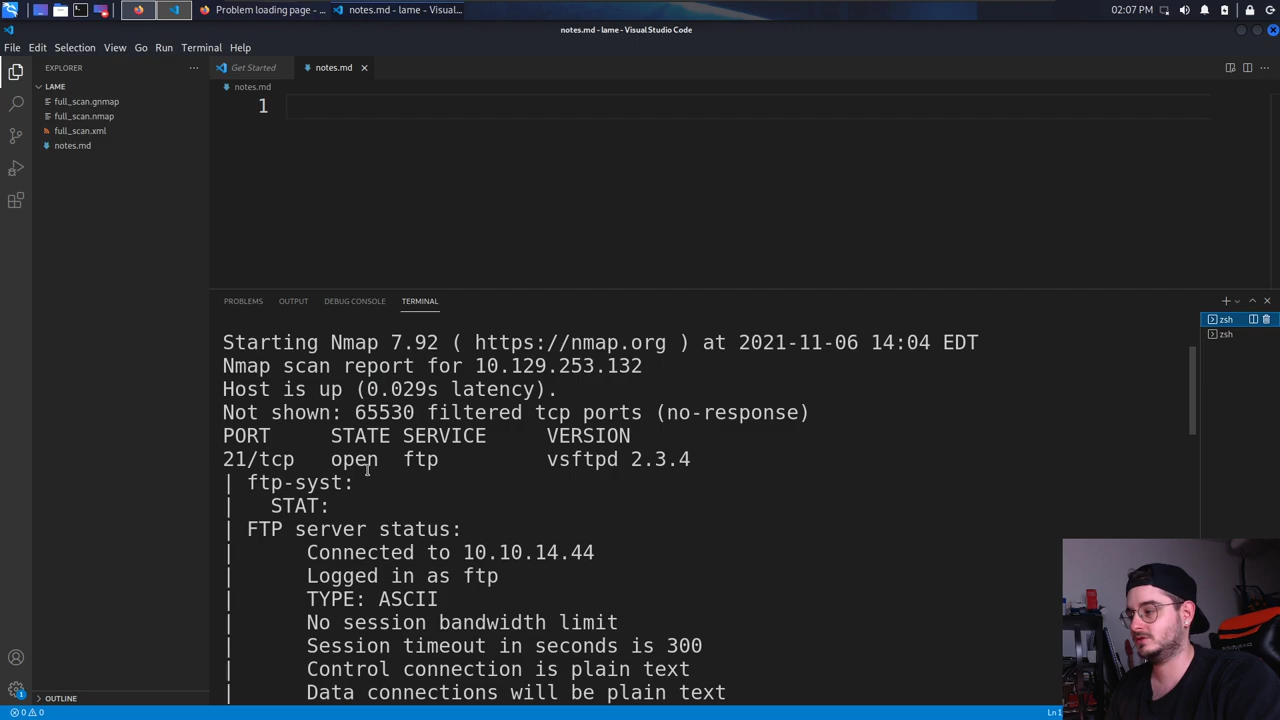 Problem loading page - ...
notes.md - lame - Visual...
02:07 PM
notes.md - lame - Visual Studio Code
File Edit Selection View Go Run Terminal Help
EXPLORER
Get Started
notes.md
LAME
notes.md
full_scan.gnmap
1
full_scan.nmap
full_scan.xml
notes.md
PROBLEMS OUTPUT DEBUG CONSOLE TERMINAL
zsh
zsh
Starting Nmap 7.92 ( https://nmap.org ) at 2021-11-06 14:04 EDT
Nmap scan report for 10.129.253.132
Host is up (0.029s latency).
Not shown: 65530 filtered tcp ports (no-response)
PORT STATE SERVICE VERSION
21/tcp open ftp vsftpd 2.3.4
| ftp-syst:
| STAT:
| FTP server status:
| Connected to 10.10.14.44
| Logged in as ftp
| TYPE: ASCII
| No session bandwidth limit
| Session timeout in seconds is 300
| Control connection is plain text
| Data connections will be plain text
1
OUTLINE
0 0
Ln 1